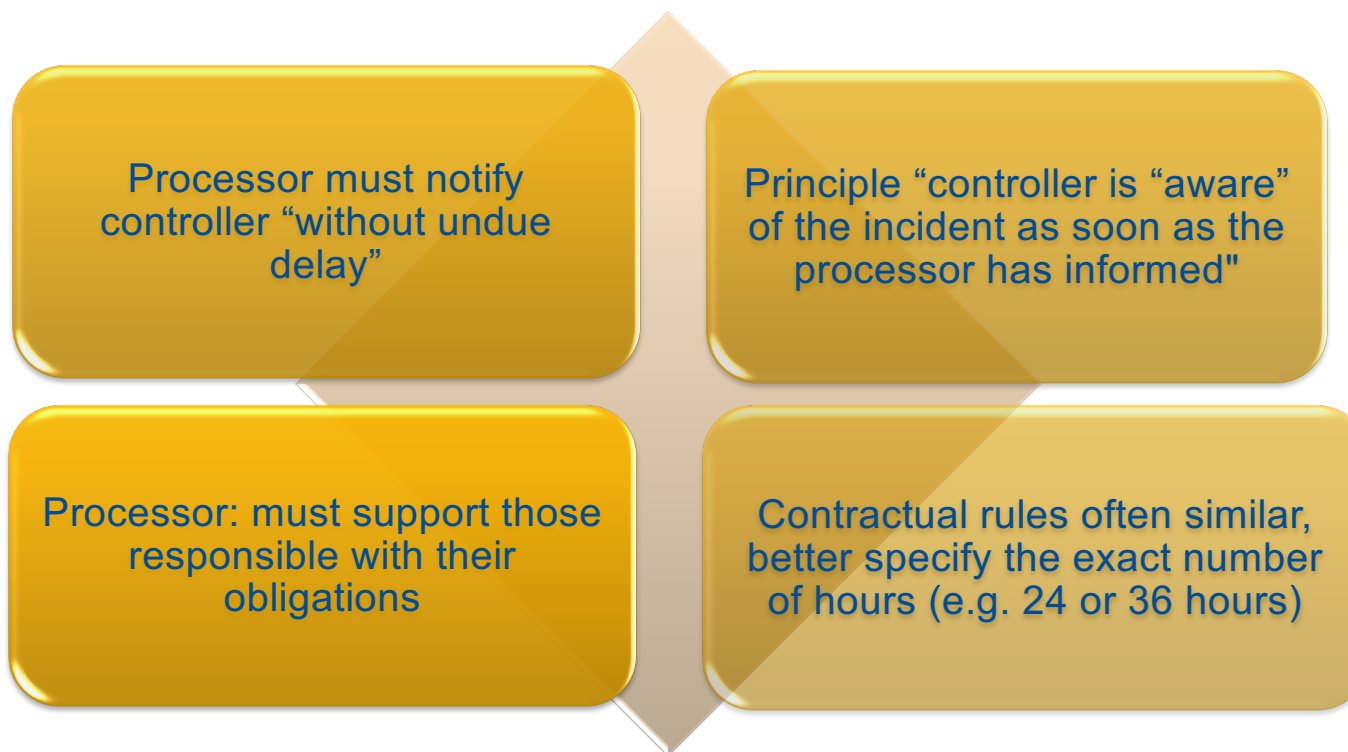 Processor must notify
controller “without undue
delay”
Principle “controller is “aware”
of the incident as soon as the
processor has informed"
Processor: must support those
responsible with their
obligations
Contractual rules often similar,
better specify the exact number
of hours (e.g. 24 or 36 hours)